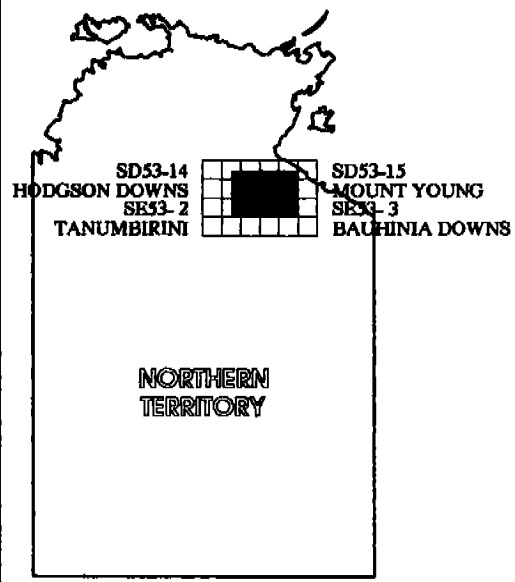 SD53-14
HODGSON DOWNS
SE53- 2
TANUMBIRINI
SD53-15
MOUNT YOUNG
SE53- 3
BAUHINIA DOWNS
NORTHERN
TERRITORY